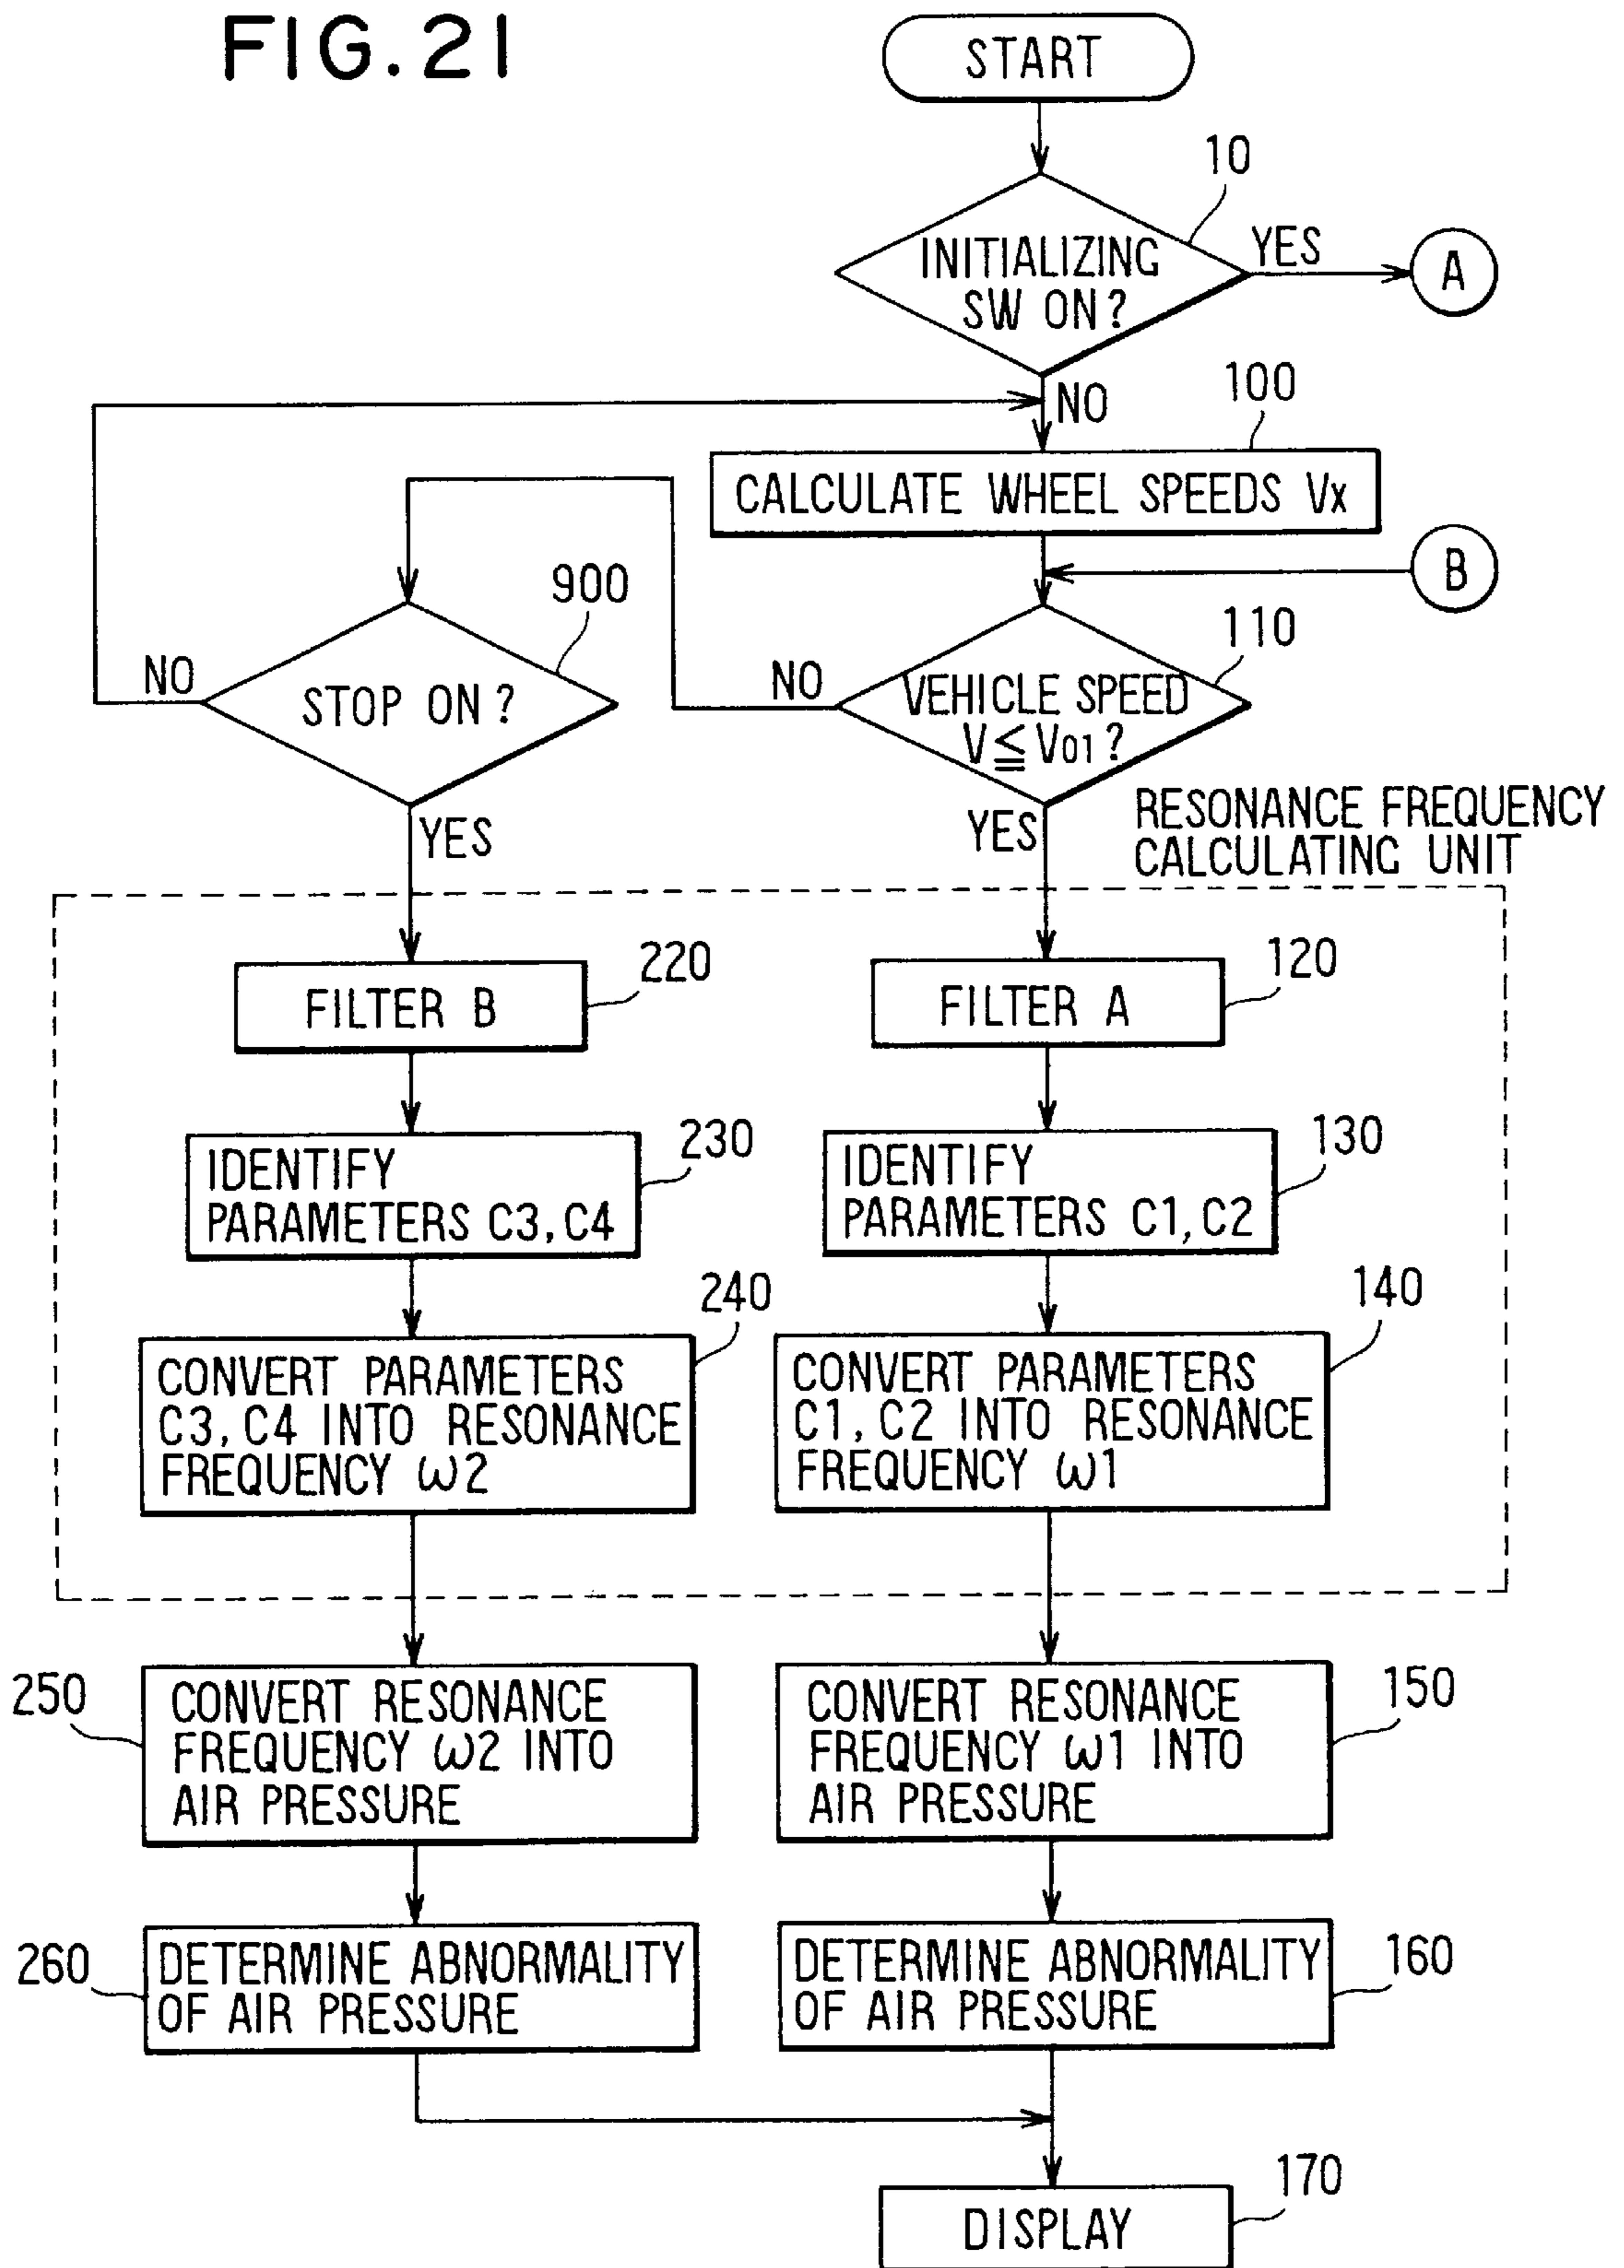 FIG. 21
START
10
INITIALIZING
SW ON?
YES
A
NO
100
CALCULATE WHEEL SPEEDS Vx
B
900
STOP ON?
NO
YES
110
VEHICLE SPEED
V≦V01?
NO
YES
RESONANCE FREQUENCY
CALCULATING UNIT
220
FILTER B
120
FILTER A
230
IDENTIFY
PARAMETERS C3, C4
130
IDENTIFY
PARAMETERS C1, C2
240
CONVERT PARAMETERS
C3, C4 INTO RESONANCE
FREQUENCY ω2
140
CONVERT PARAMETERS
C1, C2 INTO RESONANCE
FREQUENCY ω1
250
CONVERT RESONANCE
FREQUENCY ω2 INTO
AIR PRESSURE
150
CONVERT RESONANCE
FREQUENCY ω1 INTO
AIR PRESSURE
260
DETERMINE ABNORMALITY
OF AIR PRESSURE
160
DETERMINE ABNORMALITY
OF AIR PRESSURE
170
DISPLAY